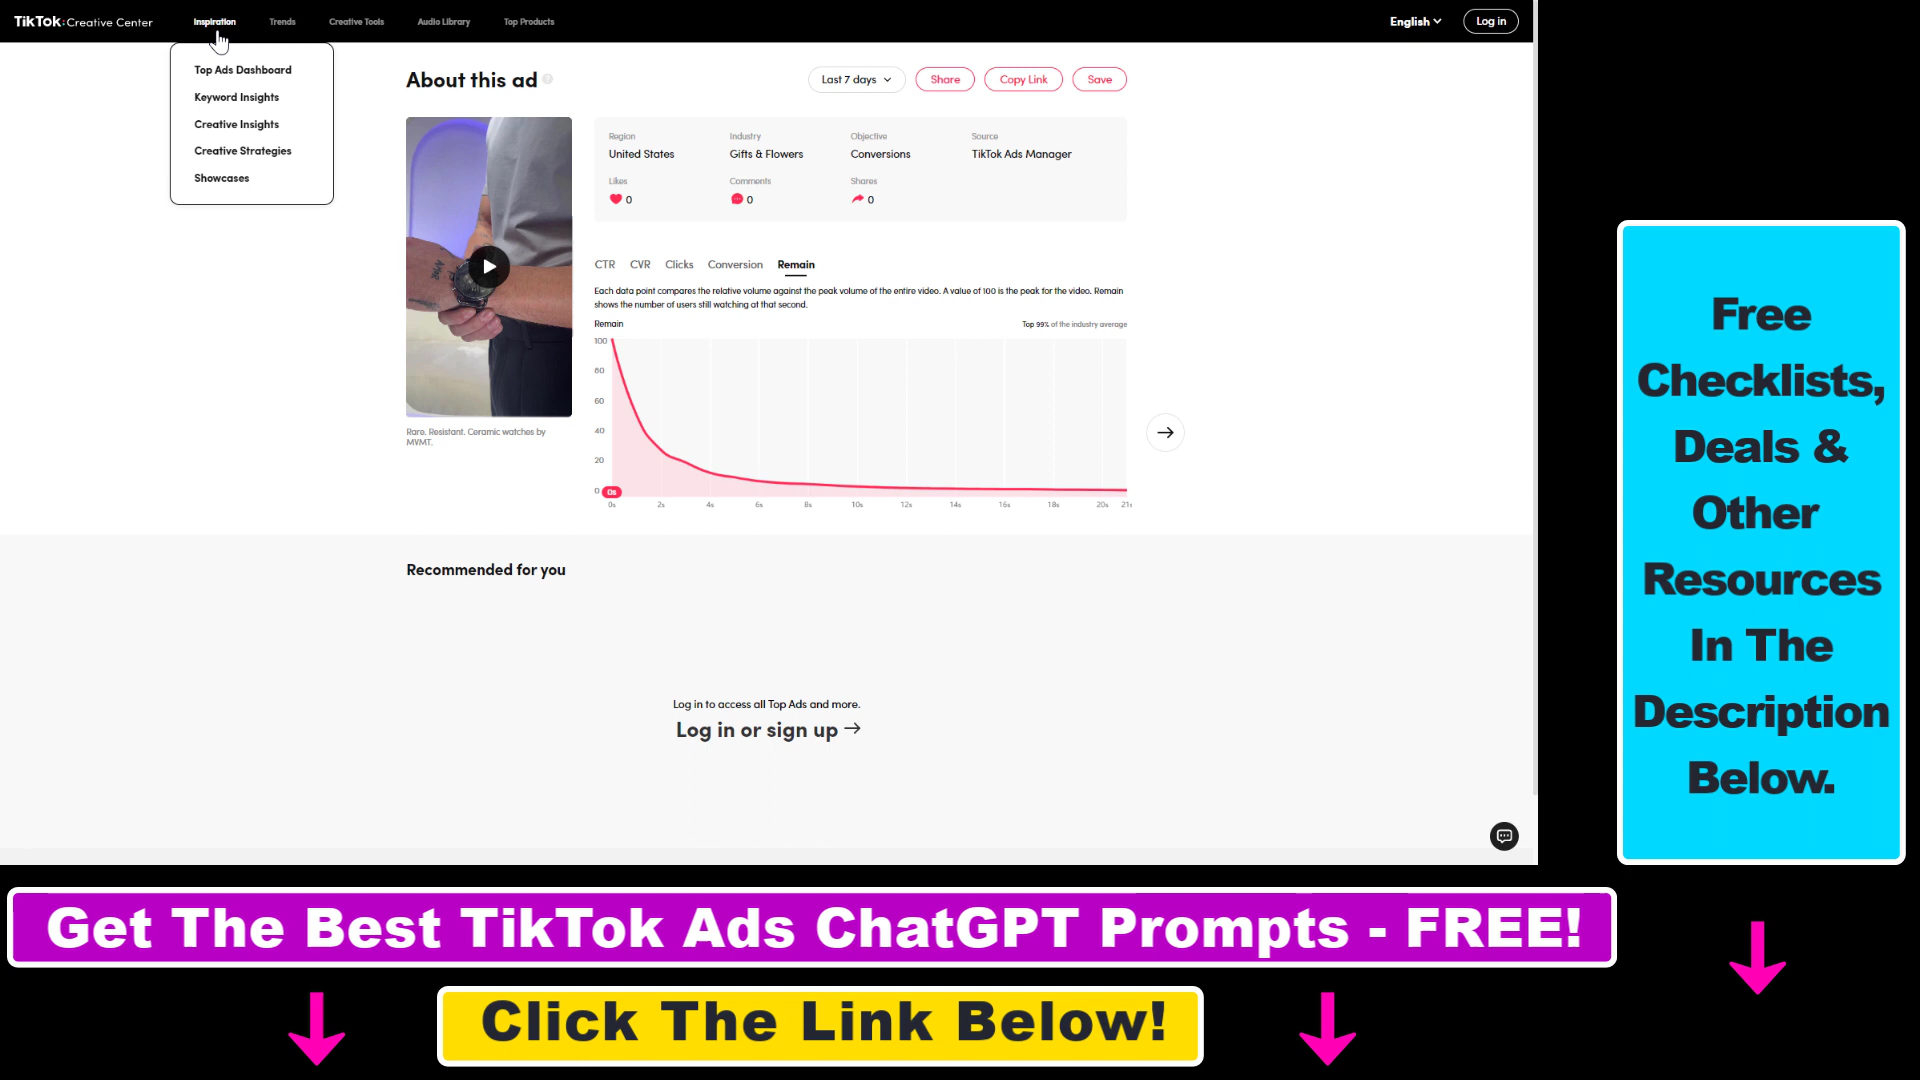 TikTok: Creative Center
Inspiration
Trends
Creative Tools
Audio Library
Top Products
English
Log in
Top Ads Dashboard
Keyword Insights
Creative Insights
Creative Strategies
Showcases
About this ad
Last 7 days
Share
Copy Link
Save
Region
Industry
Objective
Source
United States
Gifts & Flowers
Conversions
TikTok Ads Manager
Likes
Comments
Shares
0
0
0
Rare. Resistant. Ceramic watches by
MVMT.
CTR
CVR
Clicks
Conversion
Remain
Each data point compares the relative volume against the peak volume of the entire video. A value of 100 is the peak for the video. Remain
shows the number of users still watching at that second.
Remain
Top 99% of the industry average
100
80
60
40
20
0
0s
0s
2s
4s
6s
8s
10s
12s
14s
16s
18s
20s
Recommended for you
Log in to access all Top Ads and more.
Log in or sign up →
Free
Checklists,
Deals &
Other
Resources
In The
Description
Below.
Get The Best TikTok Ads ChatGPT Prompts - FREE!
Click The Link Below!